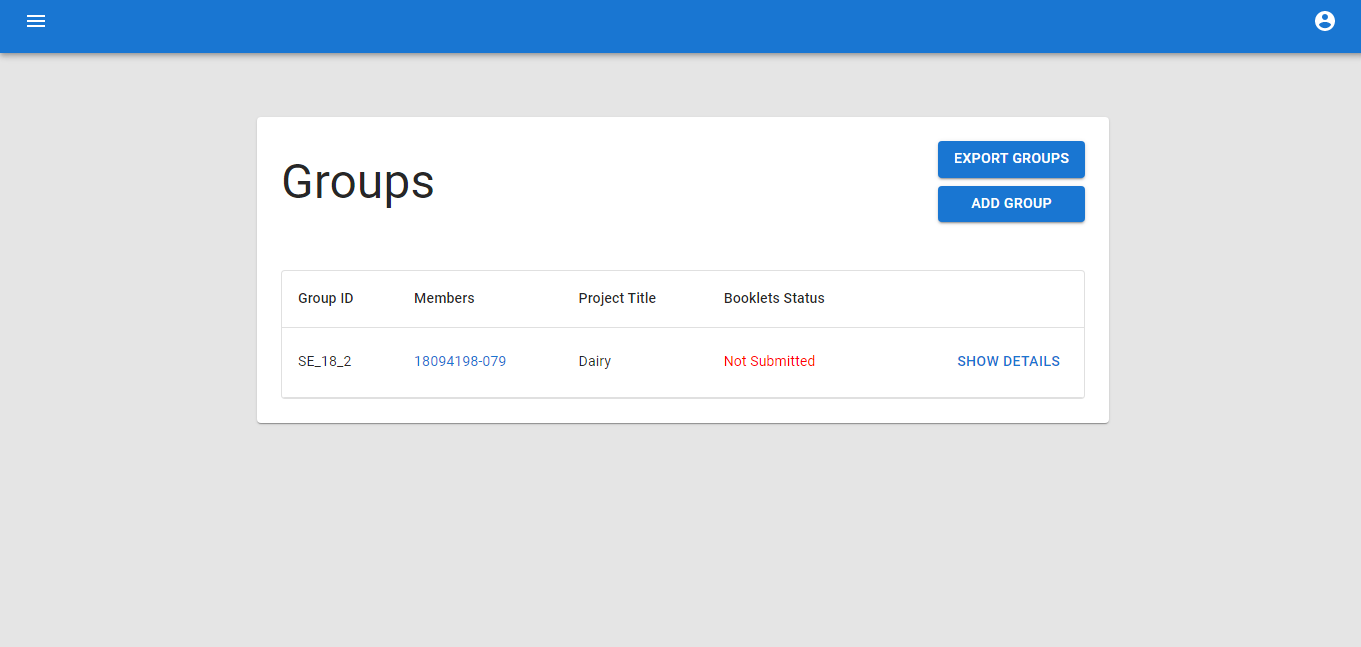 Groups
EXPORT GROUPS
ADD GROUP
Group ID Members Project Title Booklets Status
SE_18_2 18094198-079 Dairy Not Submitted SHOW DETAILS